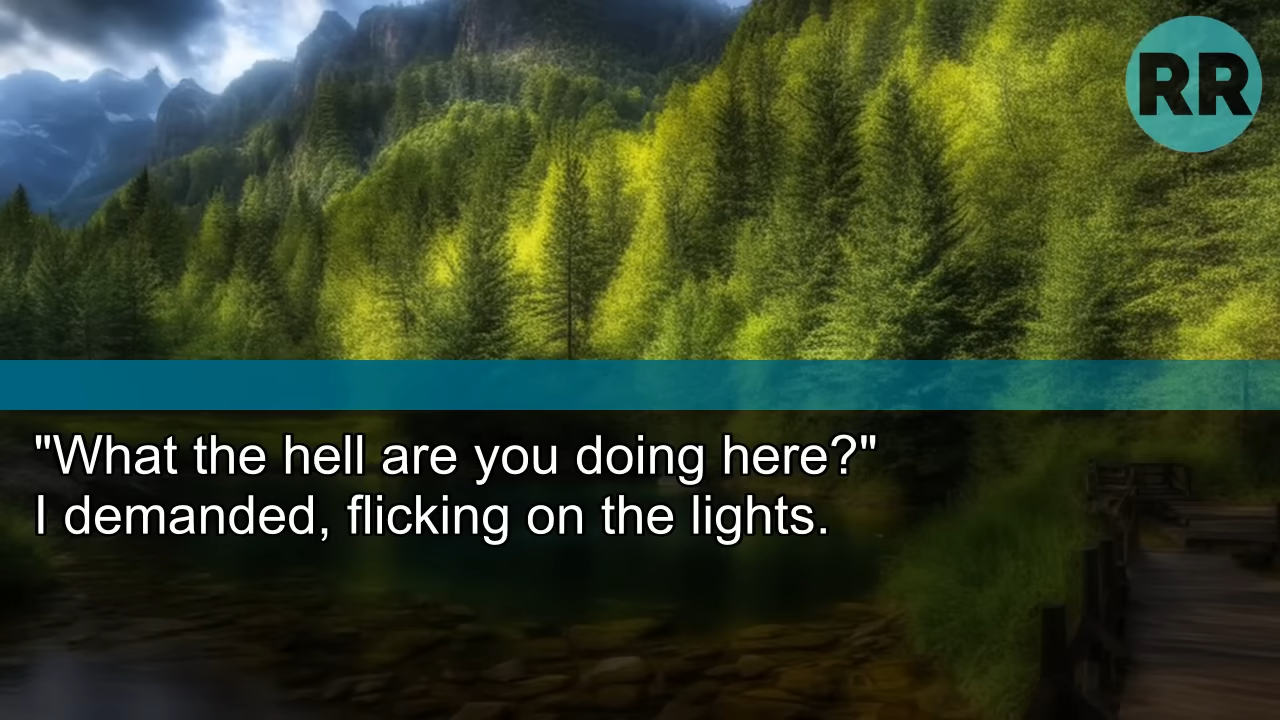 RR
"What the hell are you doing here?"
I demanded, flicking on the lights.